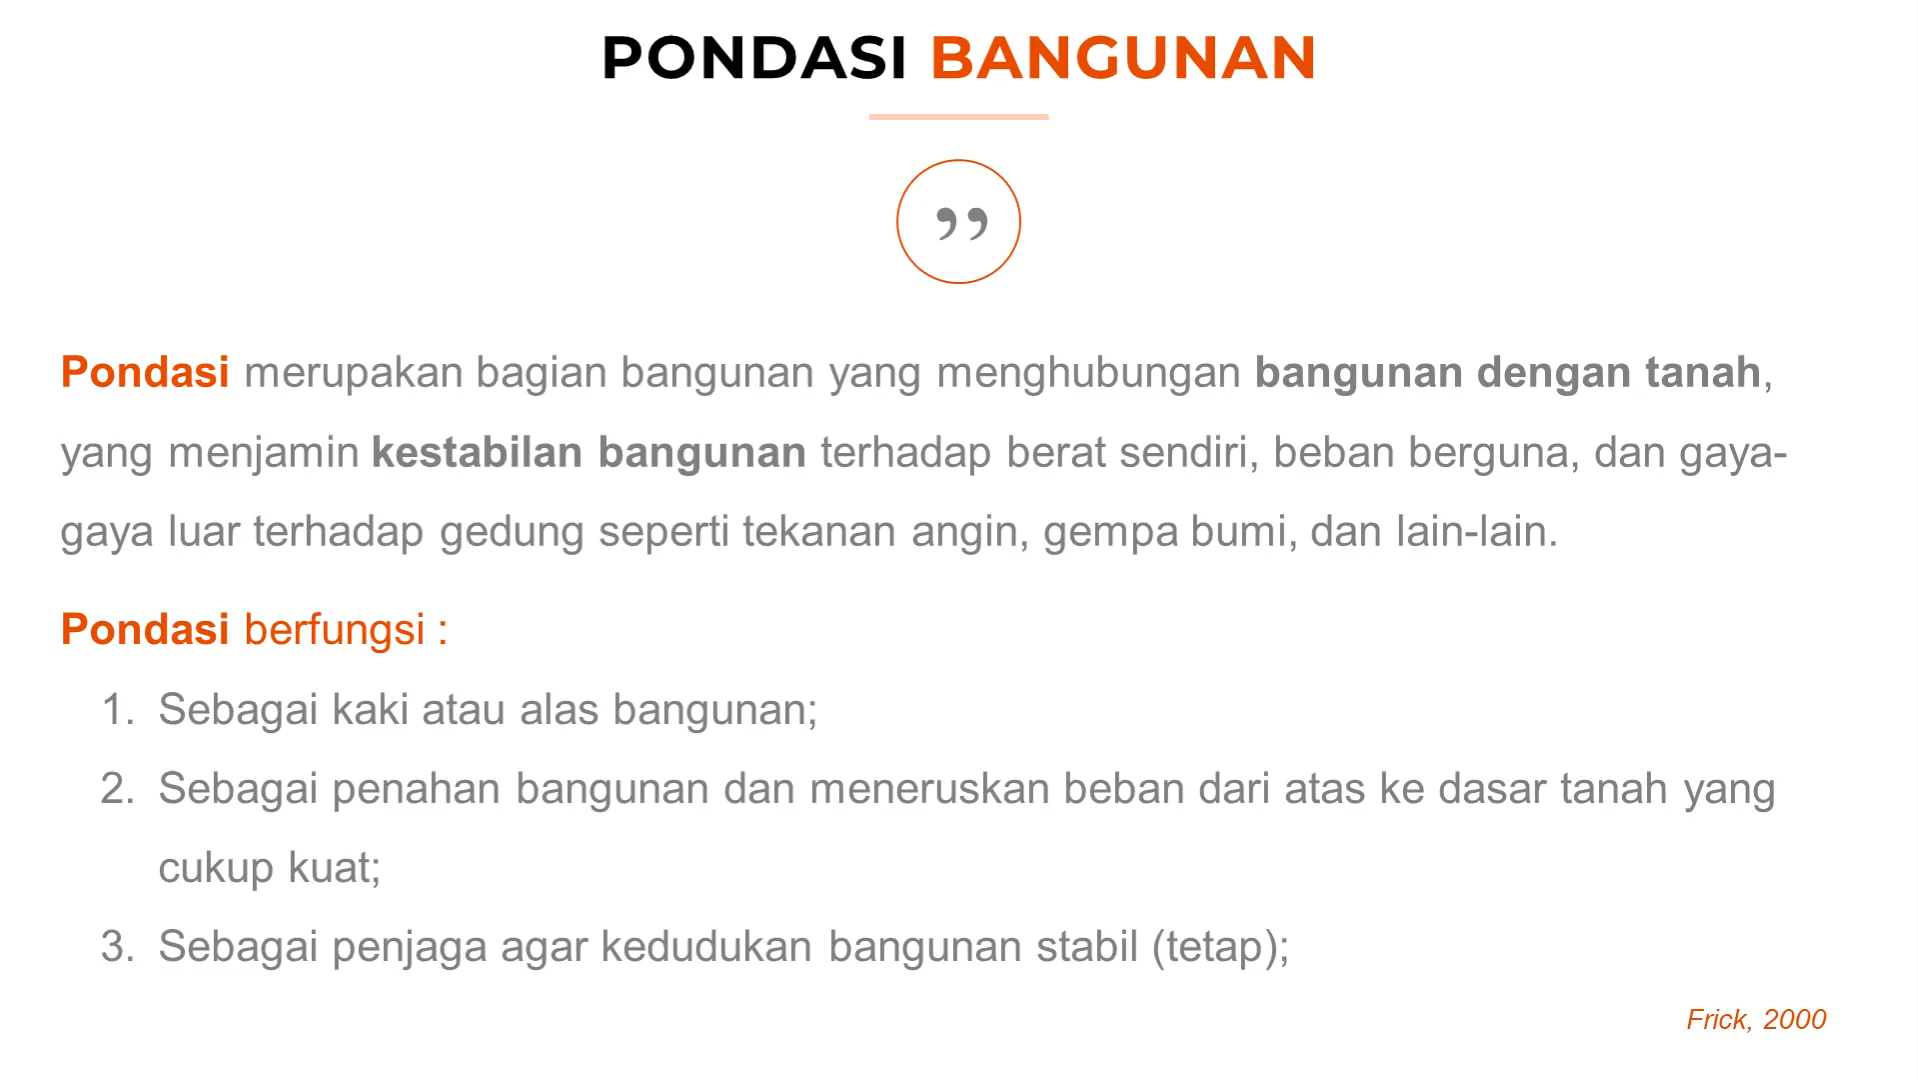 PONDASI BANGUNAN
”
Pondasi merupakan bagian bangunan yang menghubungan bangunan dengan tanah,
yang menjamin kestabilan bangunan terhadap berat sendiri, beban berguna, dan gaya-
gaya luar terhadap gedung seperti tekanan angin, gempa bumi, dan lain-lain.
Pondasi berfungsi :
1. Sebagai kaki atau alas bangunan;
2. Sebagai penahan bangunan dan meneruskan beban dari atas ke dasar tanah yang
cukup kuat;
3. Sebagai penjaga agar kedudukan bangunan stabil (tetap);
Frick, 2000